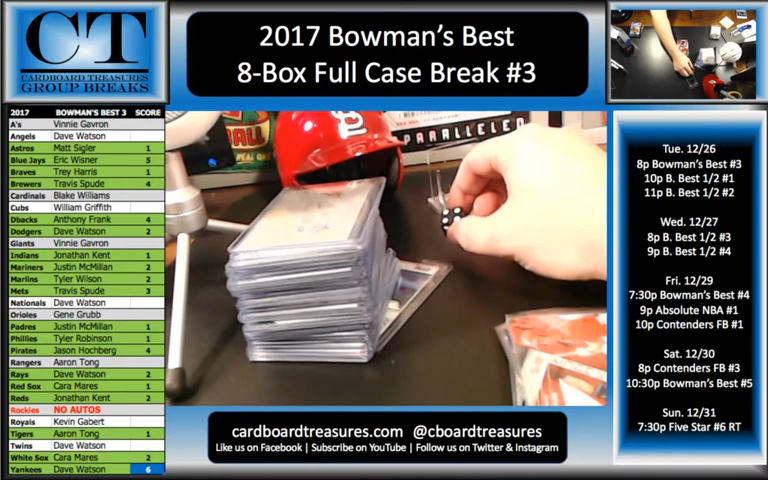 CT
CARDBOARD TREASURES
GROUP BREAKS
2017 Bowman's Best
8-Box Full Case Break #3
2017 BOWMAN'S BEST 3 SCORE
A's Vinnie Gavron
Angels Dave Watson
Astros Matt Sigler 1
Blue Jays Eric Wisner 5
Braves Trey Harris 1
Brewers Travis Spude 4
Cardinals Blake Williams
Cubs William Griffith
Dbacks Anthony Frank 4
Dodgers Dave Watson 2
Giants Vinnie Gavron
Indians Jonathan Kent 1
Mariners Justin McMillan 2
Marlins Tyler Wilson 2
Mets Travis Spude 3
Nationals Dave Watson
Orioles Gene Grubb
Padres Justin McMillan 1
Phillies Tyler Robinson 1
Pirates Jason Hochberg 4
Rangers Aaron Tong
Rays Dave Watson 2
Red Sox Cara Mares 1
Reds Jonathan Kent 2
Rockies NO AUTOS
Royals Kevin Gabert
Tigers Aaron Tong 1
Twins Dave Watson
White Sox Cara Mares 2
Yankees Dave Watson 6
PARALLELED
cardboardtreasures.com @cboardtreasures
Like us on Facebook | Subscribe on YouTube | Follow us on Twitter & Instagram
Tue. 12/26
8p Bowman's Best #3
10p B. Best 1/2 #1
11p B. Best 1/2 #2
Wed. 12/27
8p B. Best 1/2 #3
9p B. Best 1/2 #4
Fri. 12/29
7:30p Bowman's Best #4
9p Absolute NBA #1
10p Contenders FB #1
Sat. 12/30
8p Contenders FB #3
10:30p Bowman's Best #5
Sun. 12/31
7:30p Five Star #6 RT